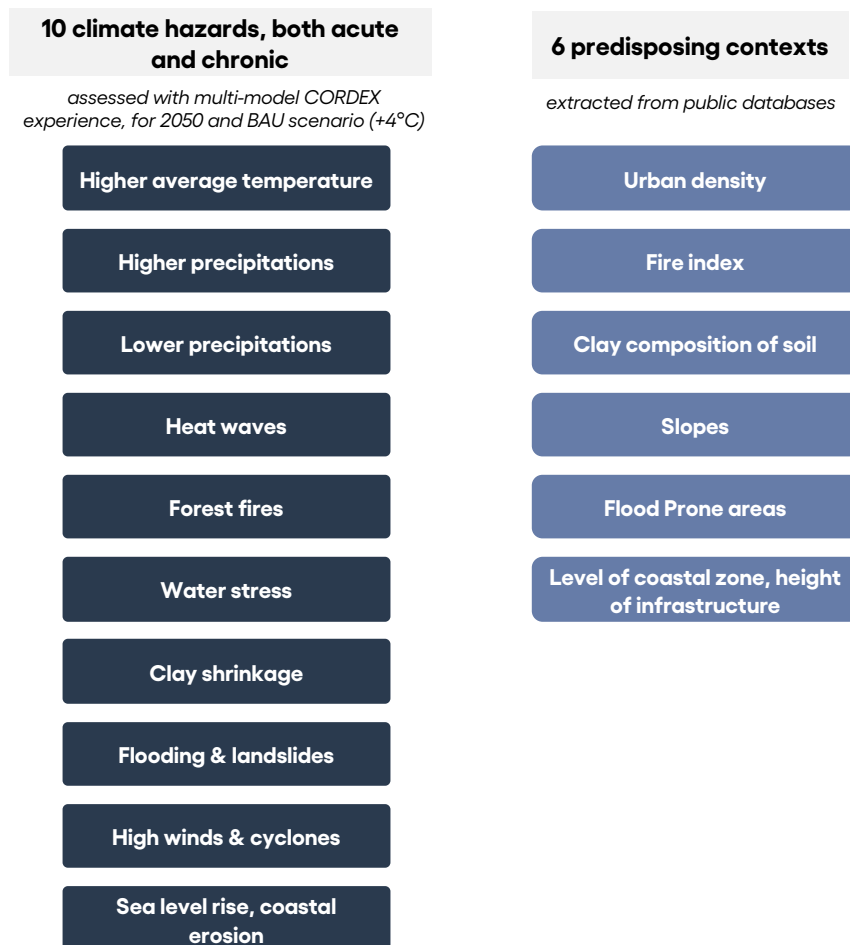 10 climate hazards, both acute
and chronic
assessed with multi-model CORDEX
experience, for 2050 and BAU scenario (+4°C)
Higher average temperature
Higher precipitations
Lower precipitations
Heat waves
Forest fires
Water stress
Clay shrinkage
Flooding & landslides
High winds & cyclones
Sea level rise, coastal
erosion
6 predisposing contexts
extracted from public databases
Urban density
Fire index
Clay composition of soil
Slopes
Flood Prone areas
Level of coastal zone, height
of infrastructure